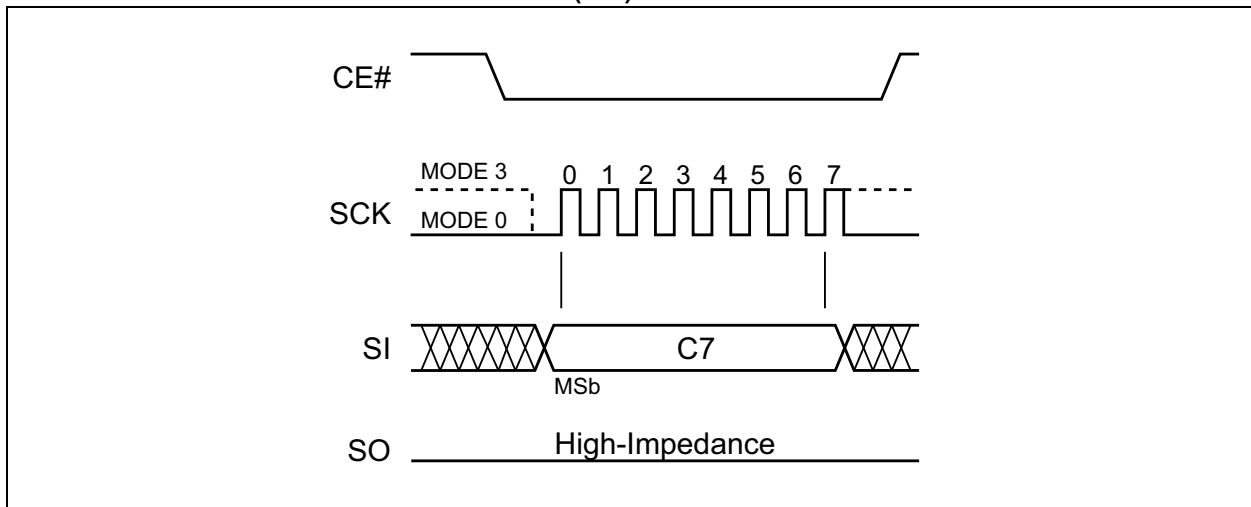 CE#
MODE 3
0 1 2 3 4 5 6 7
SCK
MODE 0
SI
C7
MSb
SO
High-Impedance